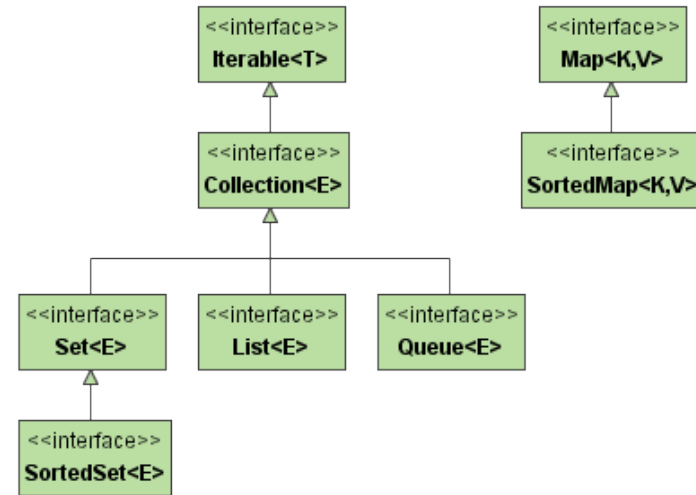 <<interface>>
Iterable<T>
<<interface>>
Map<K,V>
<<interface>>
Collection<E>
<<interface>>
SortedMap<K,V>
<<interface>>
Set<E>
<<interface>>
List<E>
<<interface>>
Queue<E>
<<interface>>
SortedSet<E>